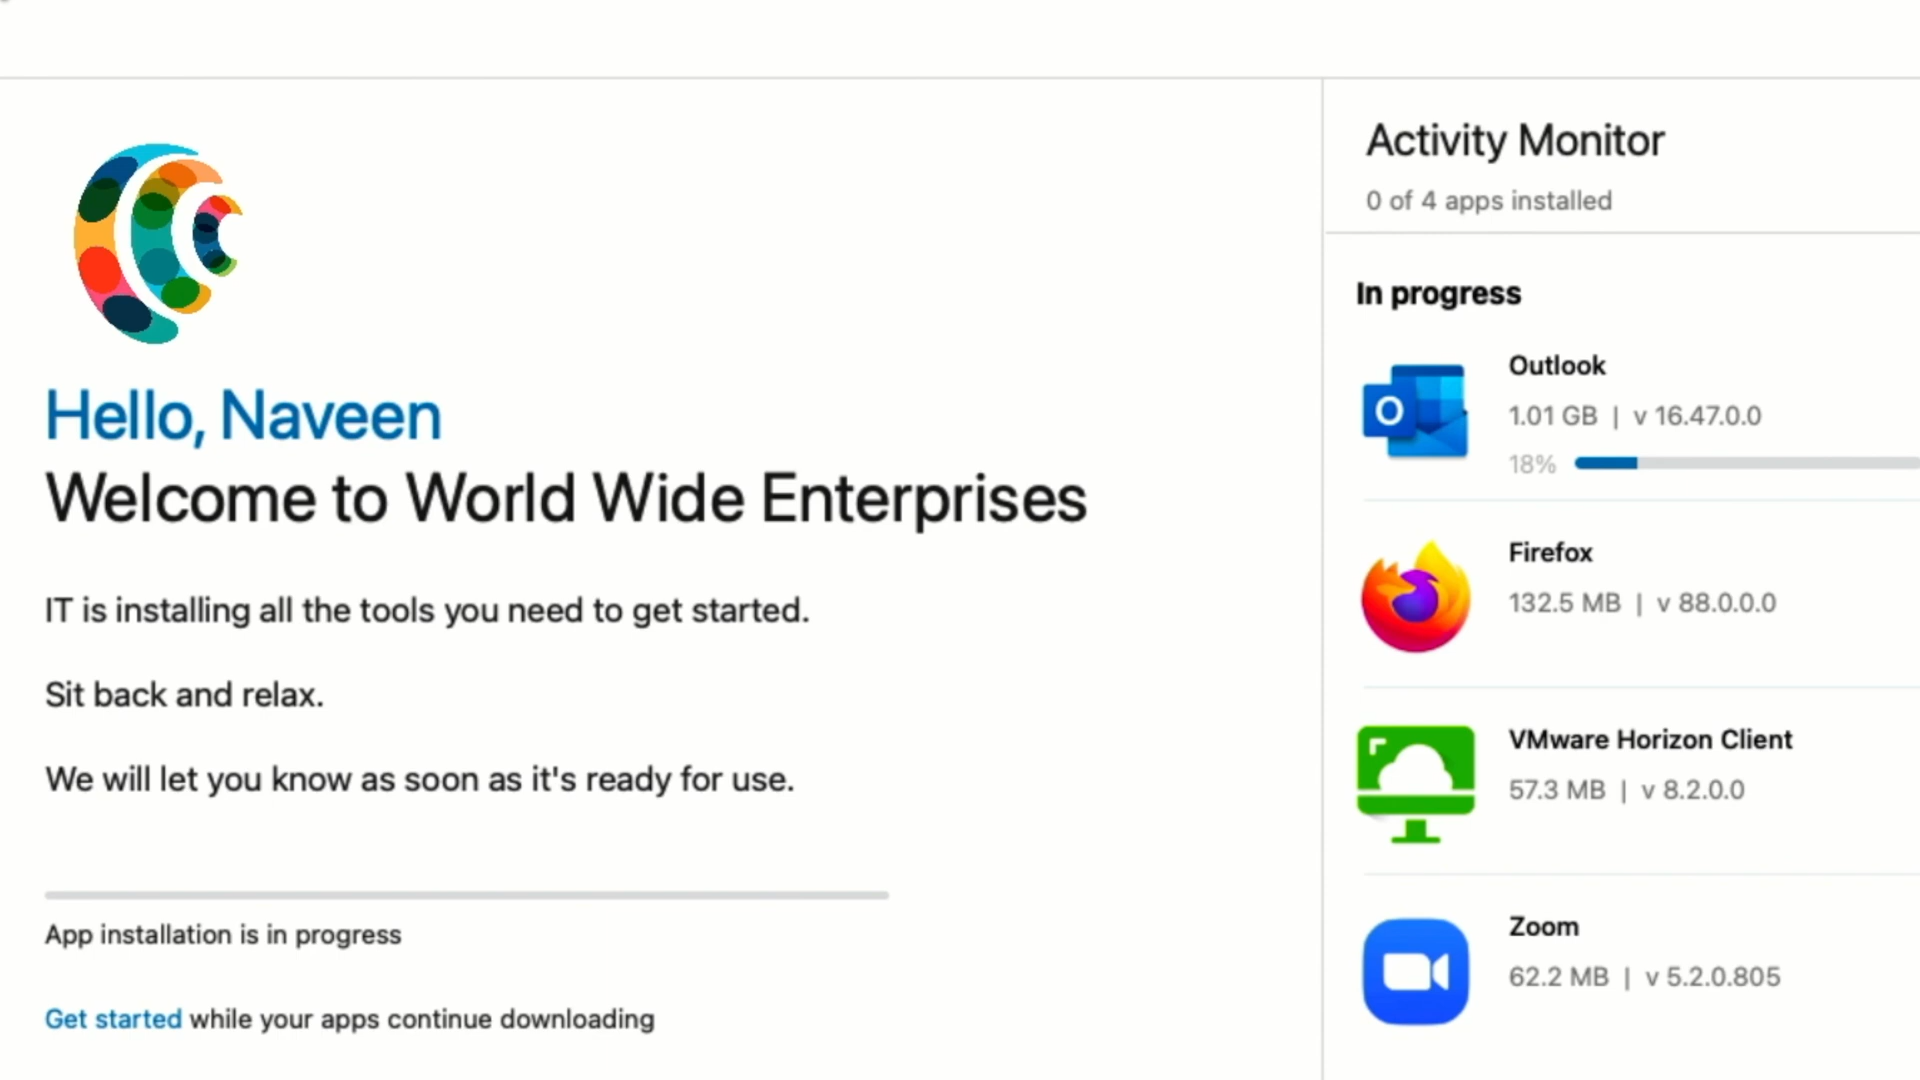 Hello, Naveen
Welcome to World Wide Enterprises
IT is installing all the tools you need to get started.
Sit back and relax.
We will let you know as soon as it's ready for use.
App installation is in progress
Get started while your apps continue downloading
Activity Monitor
0 of 4 apps installed
In progress
O
Outlook
1.01 GB | v 16.47.0.0
18%
Firefox
132.5 MB | v 88.0.0.0
VMware Horizon Client
57.3 MB | v 8.2.0.0
Zoom
62.2 MB | v 5.2.0.805